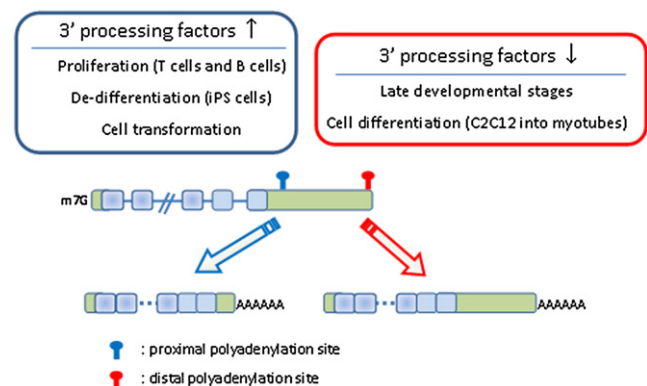 3’ processing factors ↑
Proliferation (T cells and B cells)
De-differentiation (iPS cells)
Cell transformation
3’ processing factors ↓
Late developmental stages
Cell differentiation (C2C12 into myotubes)
m7G
AAAAAA
AAAAAA
: proximal polyadenylation site
: distal polyadenylation site